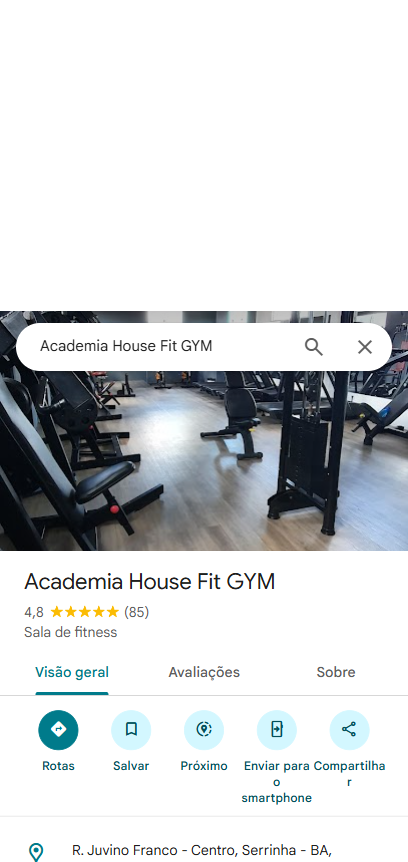 Academia House Fit GYM
Academia House Fit GYM
4,8 (85)
Sala de fitness
Visão geral Avaliações Sobre
Rotas Salvar Próximo Enviar para o smartphone Compartilhar
R. Juvino Franco - Centro, Serrinha - BA,